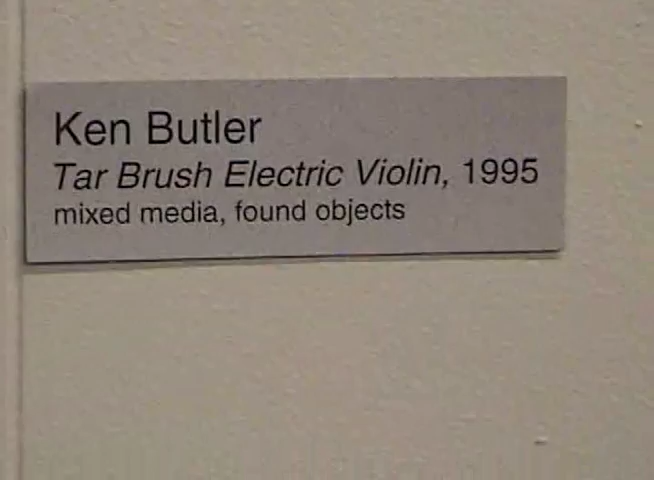 Ken Butler
Tar Brush Electric Violin, 1995
mixed media, found objects